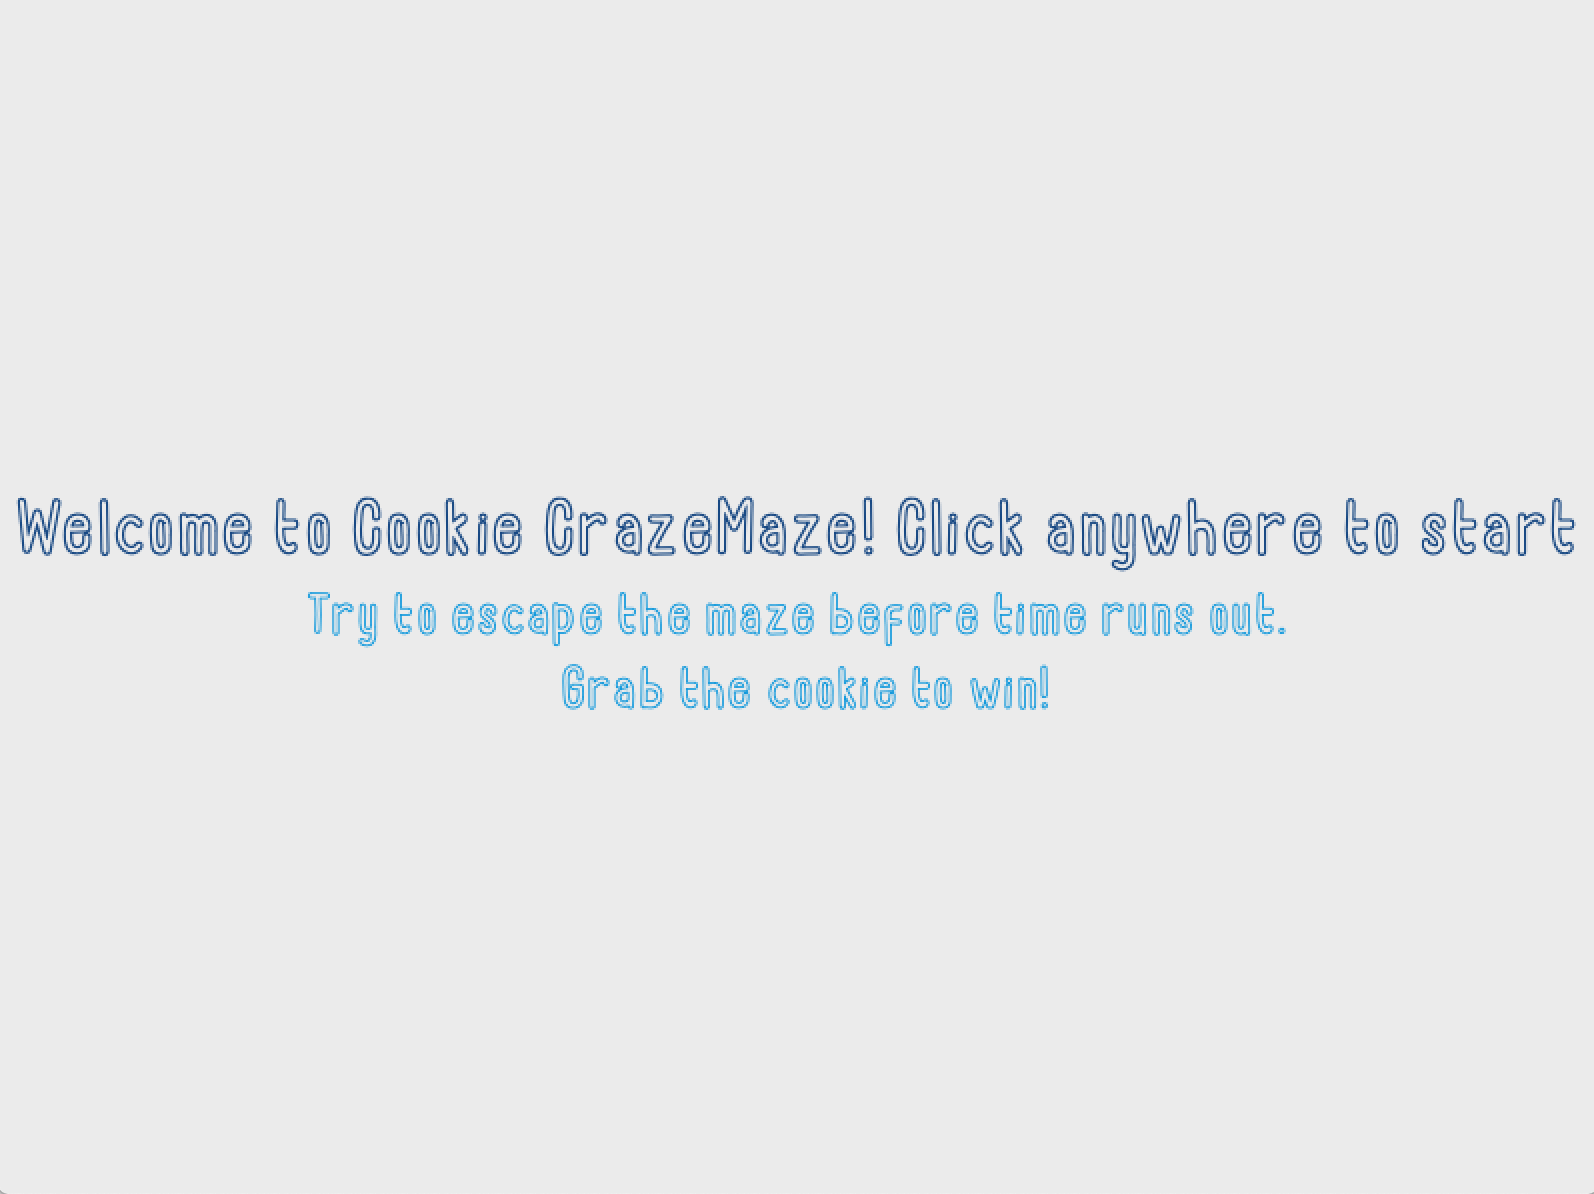 Welcome to Cookie CrazeMaze! Click anywhere to start
Try to escape the maze before time runs out.
Grab the cookie to win!